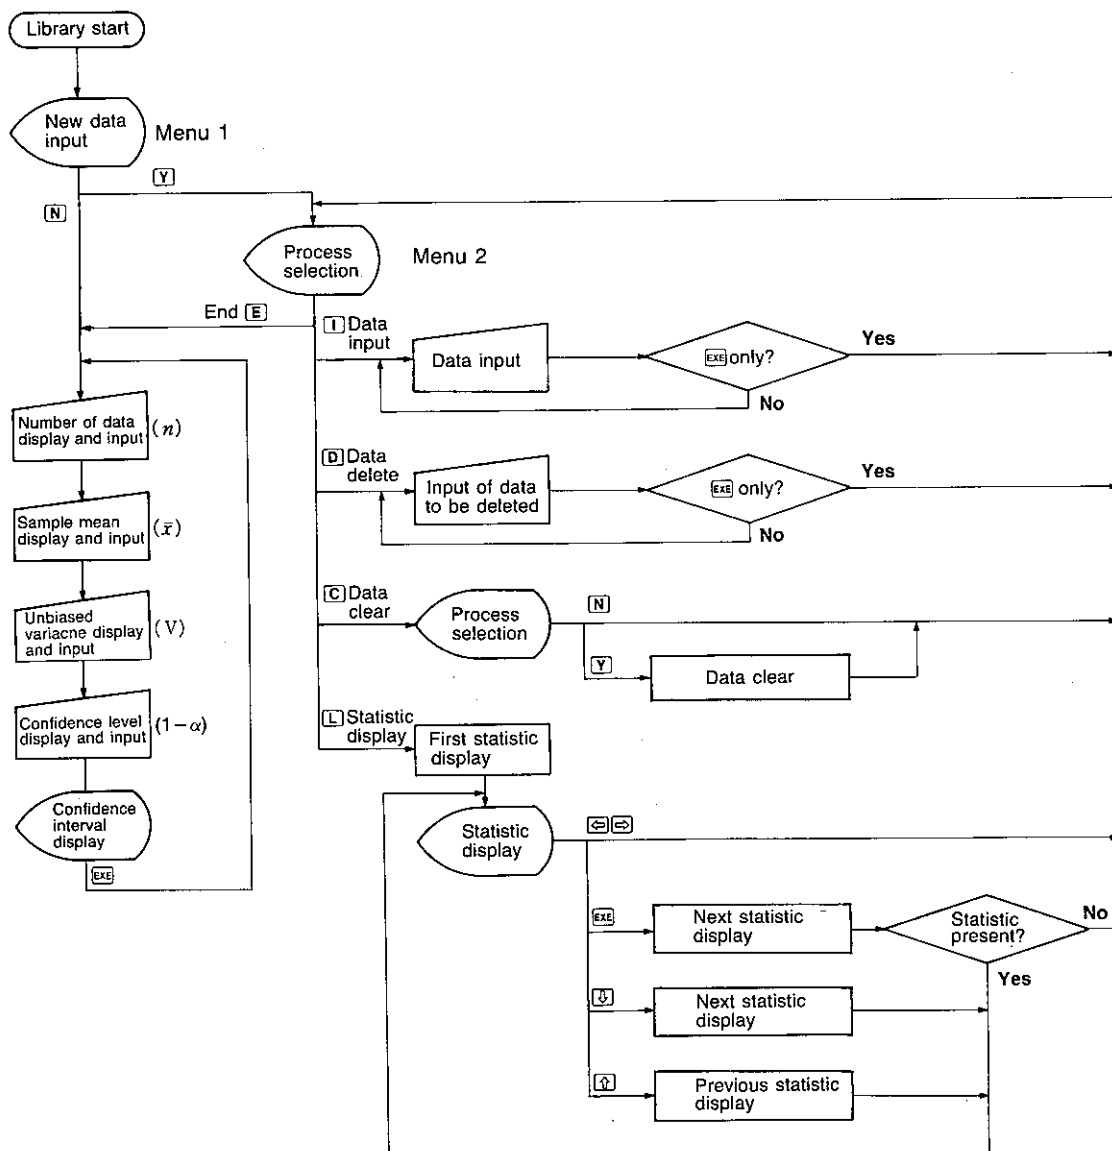 Library start
New data
input
Menu 1
Y
N
Process
selection
Menu 2
End E
I Data
input
Data input
EXE only?
Yes
No
Number of data
display and input
(n)
D Data
delete
Input of data
to be deleted
EXE only?
Yes
No
Sample mean
display and input
(x̄)
C Data
clear
Process
selection
N
Y
Data clear
Unbiased
variacne display
and input
(V)
Confidence level
display and input
(1−α)
L Statistic
display
First statistic
display
Confidence
interval
display
EXE
Statistic
display
⇦ ⇨
EXE
Next statistic
display
Statistic
present?
No
Yes
⇩
Next statistic
display
⇧
Previous statistic
display